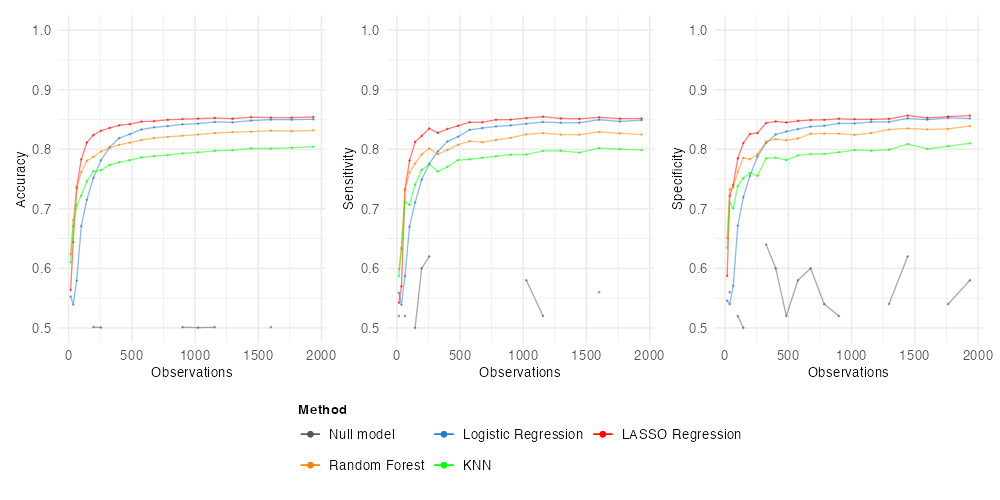 1.0
0.9
0.8
0.7
0.6
0.5
Accuracy
0 500 1000 1500 2000
Observations
1.0
0.9
0.8
0.7
0.6
0.5
Sensitivity
0 500 1000 1500 2000
Observations
1.0
0.9
0.8
0.7
0.6
0.5
Specificity
0 500 1000 1500 2000
Observations
Method
Null model Logistic Regression LASSO Regression
Random Forest KNN